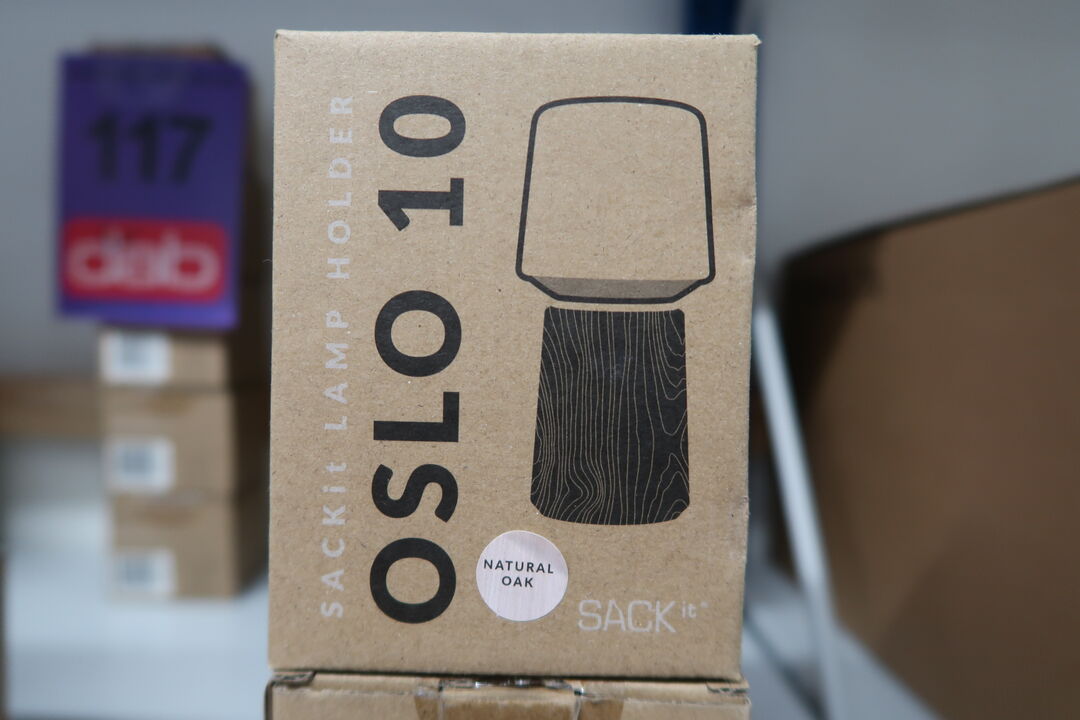 117
dab
SACKit LAMP HOLDER
OSLO 10
NATURAL
OAK
SACKit®